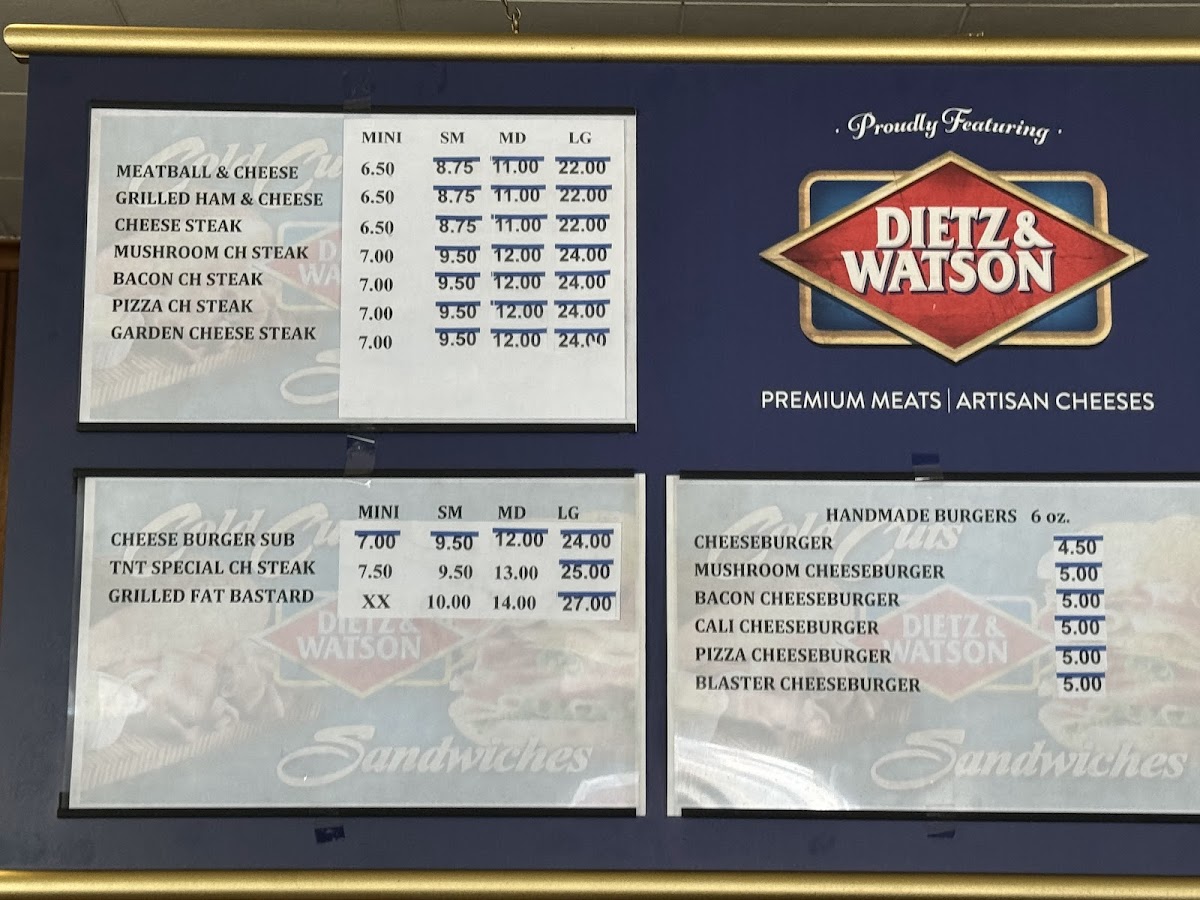 MINI SM MD LG
MEATBALL & CHEESE 6.50 8.75 11.00 22.00
GRILLED HAM & CHEESE 6.50 8.75 11.00 22.00
CHEESE STEAK 6.50 8.75 11.00 22.00
MUSHROOM CH STEAK 7.00 9.50 12.00 24.00
BACON CH STEAK 7.00 9.50 12.00 24.00
PIZZA CH STEAK 7.00 9.50 12.00 24.00
GARDEN CHEESE STEAK 7.00 9.50 12.00 24.00
Proudly Featuring
DIETZ &
WATSON
PREMIUM MEATS | ARTISAN CHEESES
MINI SM MD LG
CHEESE BURGER SUB 7.00 9.50 12.00 24.00
TNT SPECIAL CH STEAK 7.50 9.50 13.00 25.00
GRILLED FAT BASTARD XX 10.00 14.00 27.00
DIETZ &
WATSON
Sandwiches
HANDMADE BURGERS 6 oz.
CHEESEBURGER 4.50
MUSHROOM CHEESEBURGER 5.00
BACON CHEESEBURGER 5.00
CALI CHEESEBURGER 5.00
PIZZA CHEESEBURGER 5.00
BLASTER CHEESEBURGER 5.00
Cold Cuts
DIETZ &
WATSON
Sandwiches